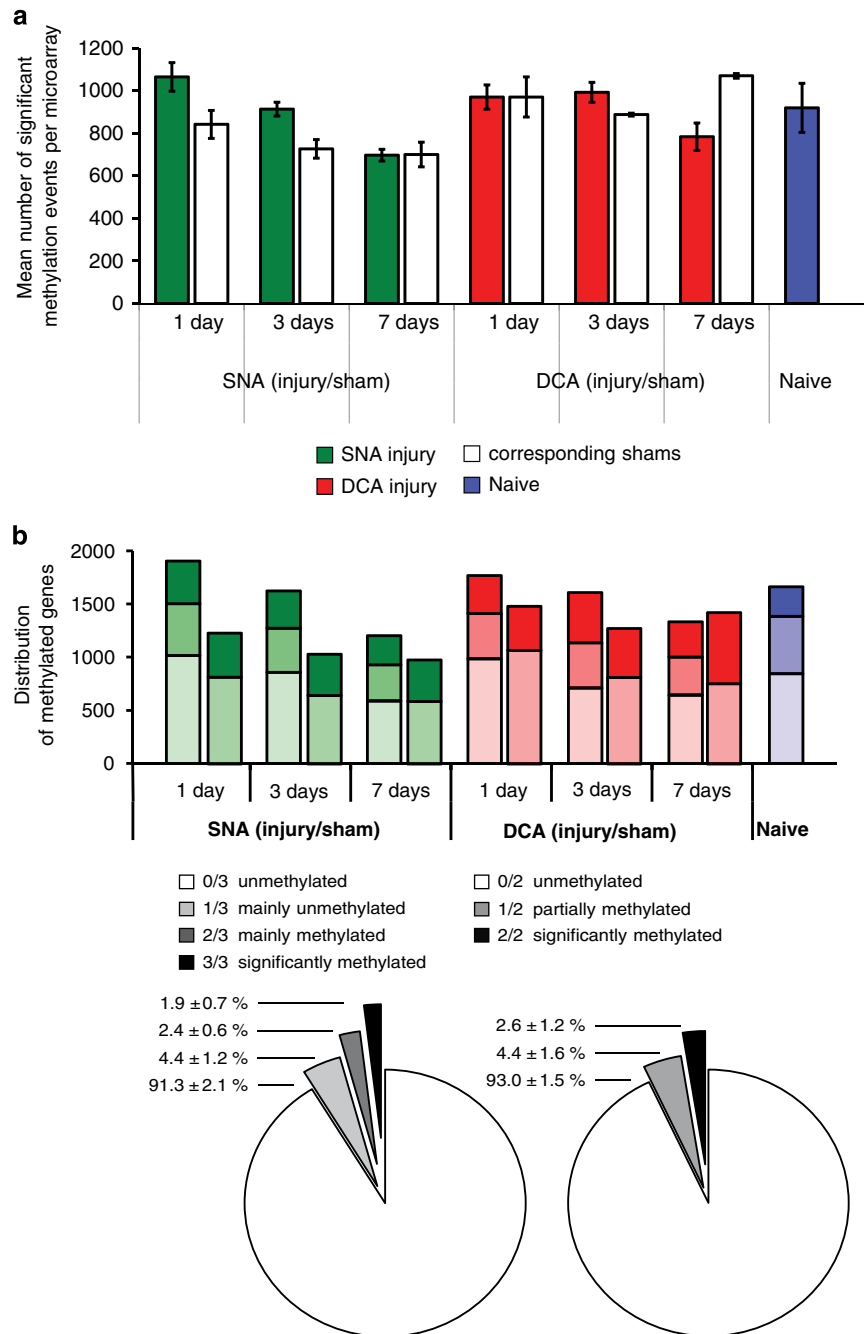 a
Mean number of significant
methylation events per microarray
1200
1000
800
600
400
200
0
1 day 3 days 7 days 1 day 3 days 7 days
SNA (injury/sham) DCA (injury/sham) Naive
SNA injury corresponding shams
DCA injury Naive
b
Distribution
of methylated genes
2000
1500
1000
500
0
1 day 3 days 7 days 1 day 3 days 7 days
SNA (injury/sham) DCA (injury/sham) Naive
0/3 unmethylated 0/2 unmethylated
1/3 mainly unmethylated 1/2 partially methylated
2/3 mainly methylated 2/2 significantly methylated
3/3 significantly methylated
1.9 ± 0.7 %
2.4 ± 0.6 %
4.4 ± 1.2 %
91.3 ± 2.1 %
2.6 ± 1.2 %
4.4 ± 1.6 %
93.0 ± 1.5 %